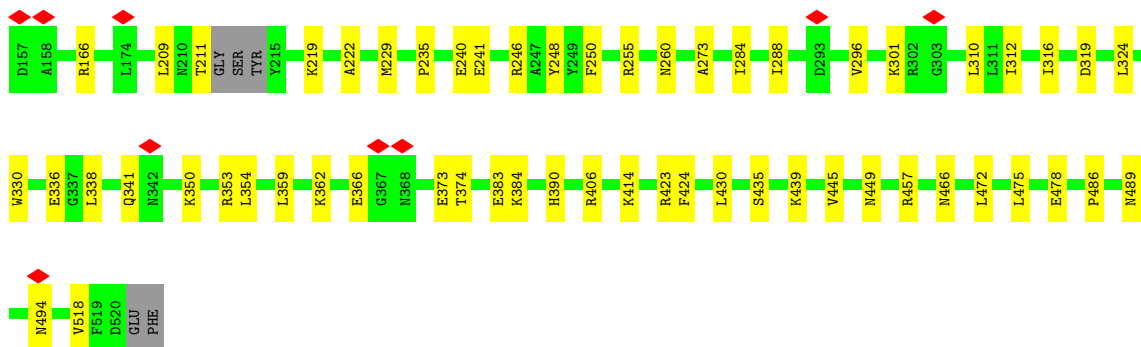 D157 A158 R166 L174 L209 N210 T211 GLY SER TYR Y215 K219 A222 M229 P235 E240 E241 R246 A247 Y248 Y249 F250 R255 N260 A273 I284 I288 D293 V296 K301 R302 G303 L310 L311 I312 I316 D319 L324
W330 E336 G337 L338 Q341 N342 K350 R353 L354 L359 K362 E366 G367 N368 E373 T374 E383 K384 H390 R406 K414 R423 F424 L430 S435 K439 V445 N449 R457 N466 L472 L475 E478 P486 N489
N494 V518 F519 D520 GLU PHE